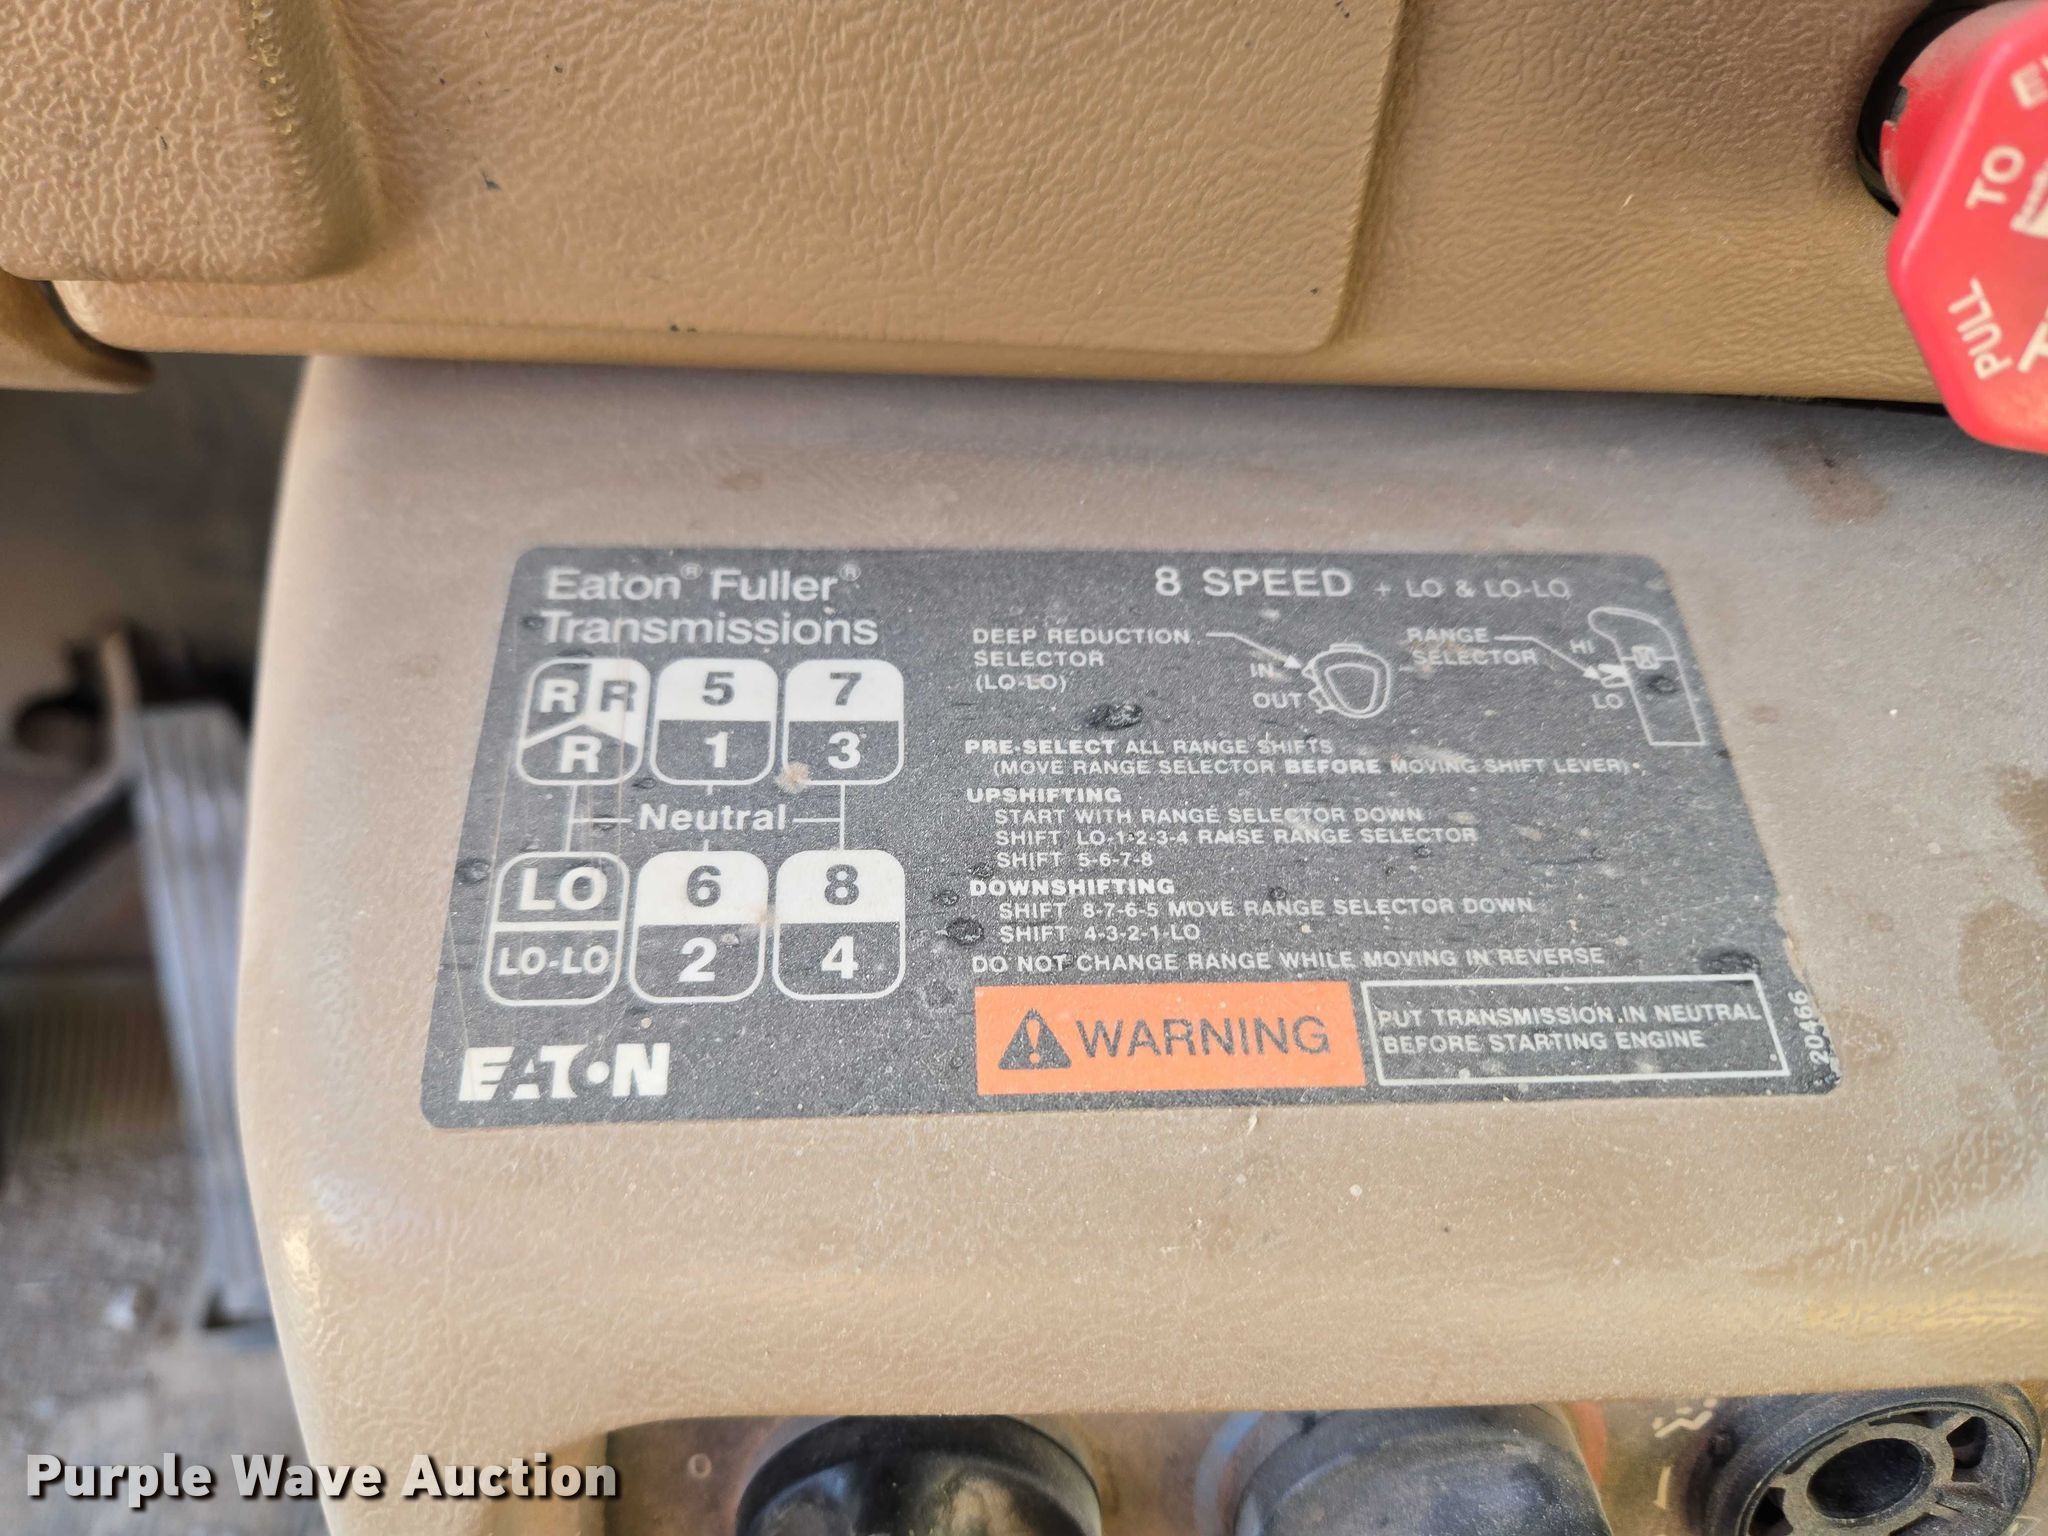 PULL TO
Eaton® Fuller®
Transmissions
8 SPEED + LO & LO-LO
R R 5 7
R 1 3
Neutral
LO 6 8
LO-LO 2 4
EATON
DEEP REDUCTION
SELECTOR
(LO-LO)
IN
OUT
RANGE
SELECTOR
HI
LO
PRE-SELECT ALL RANGE SHIFTS
(MOVE RANGE SELECTOR BEFORE MOVING SHIFT LEVER)
UPSHIFTING
START WITH RANGE SELECTOR DOWN
SHIFT LO-1-2-3-4 RAISE RANGE SELECTOR
SHIFT 5-6-7-8
DOWNSHIFTING
SHIFT 8-7-6-5 MOVE RANGE SELECTOR DOWN
SHIFT 4-3-2-1-LO
DO NOT CHANGE RANGE WHILE MOVING IN REVERSE
WARNING
PUT TRANSMISSION IN NEUTRAL
BEFORE STARTING ENGINE
20466
Purple Wave Auction